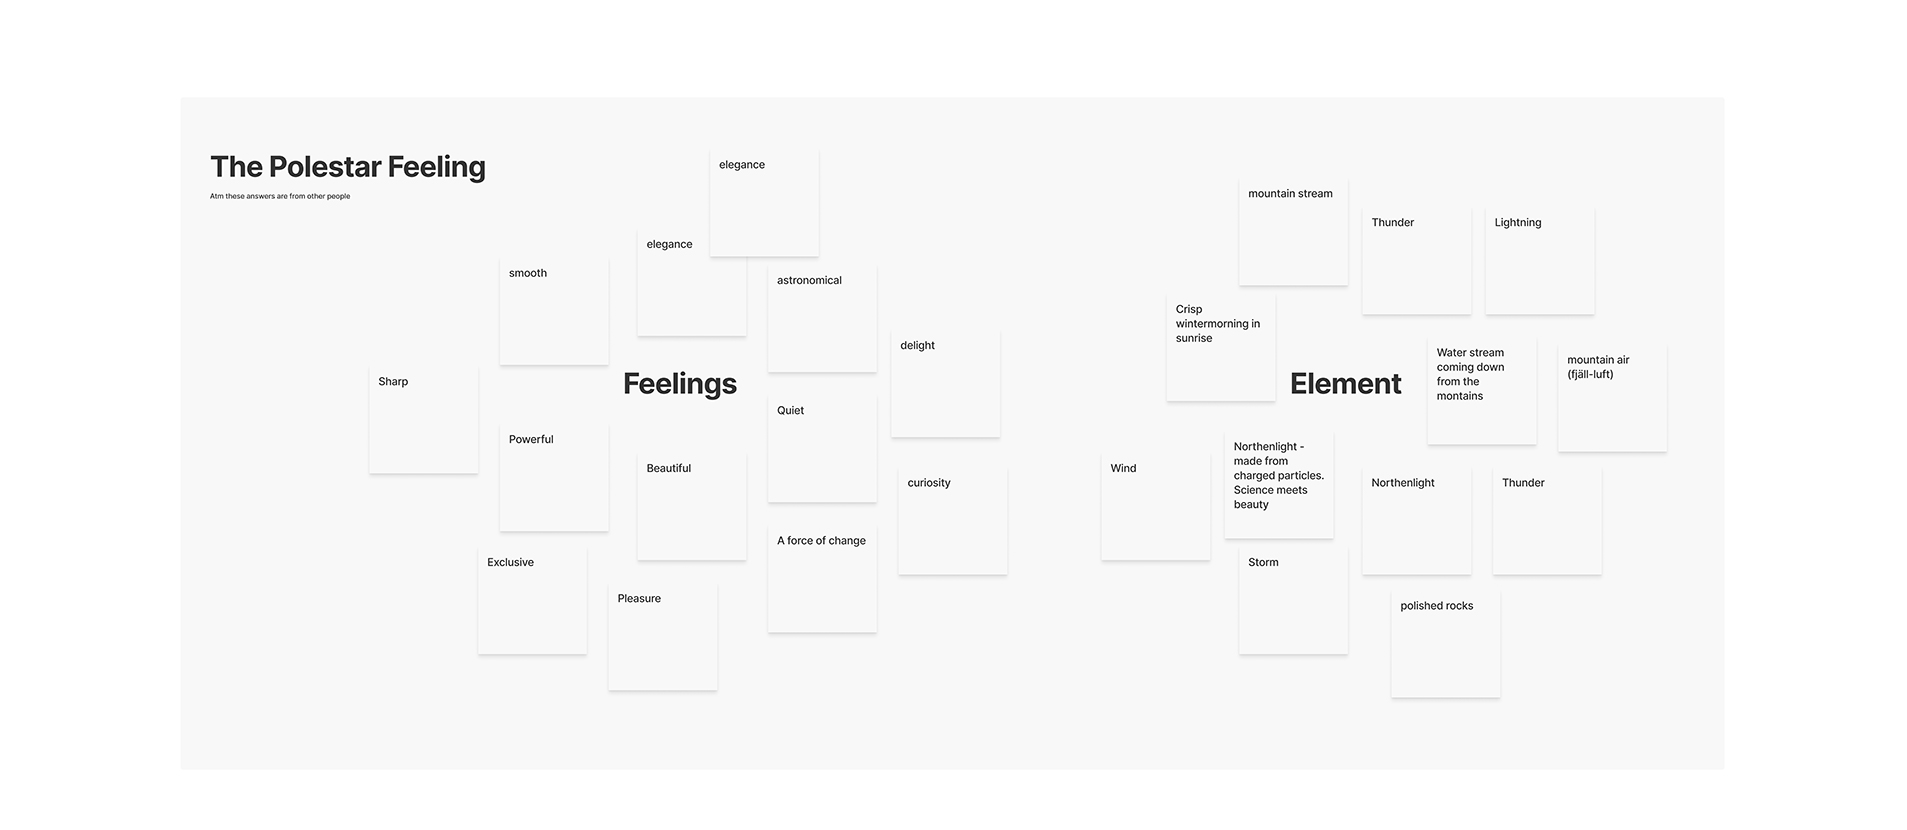 The Polestar Feeling
Atm these answers are from other people
elegance
elegance
smooth
astronomical
delight
Sharp
Feelings
Quiet
Powerful
Beautiful
curiosity
A force of change
Exclusive
Pleasure
mountain stream
Thunder
Lightning
Crisp
wintermorning in
sunrise
Element
Water stream
coming down
from the
montains
mountain air
(fjäll-luft)
Wind
Northenlight -
made from
charged particles.
Science meets
beauty
Northenlight
Thunder
Storm
polished rocks